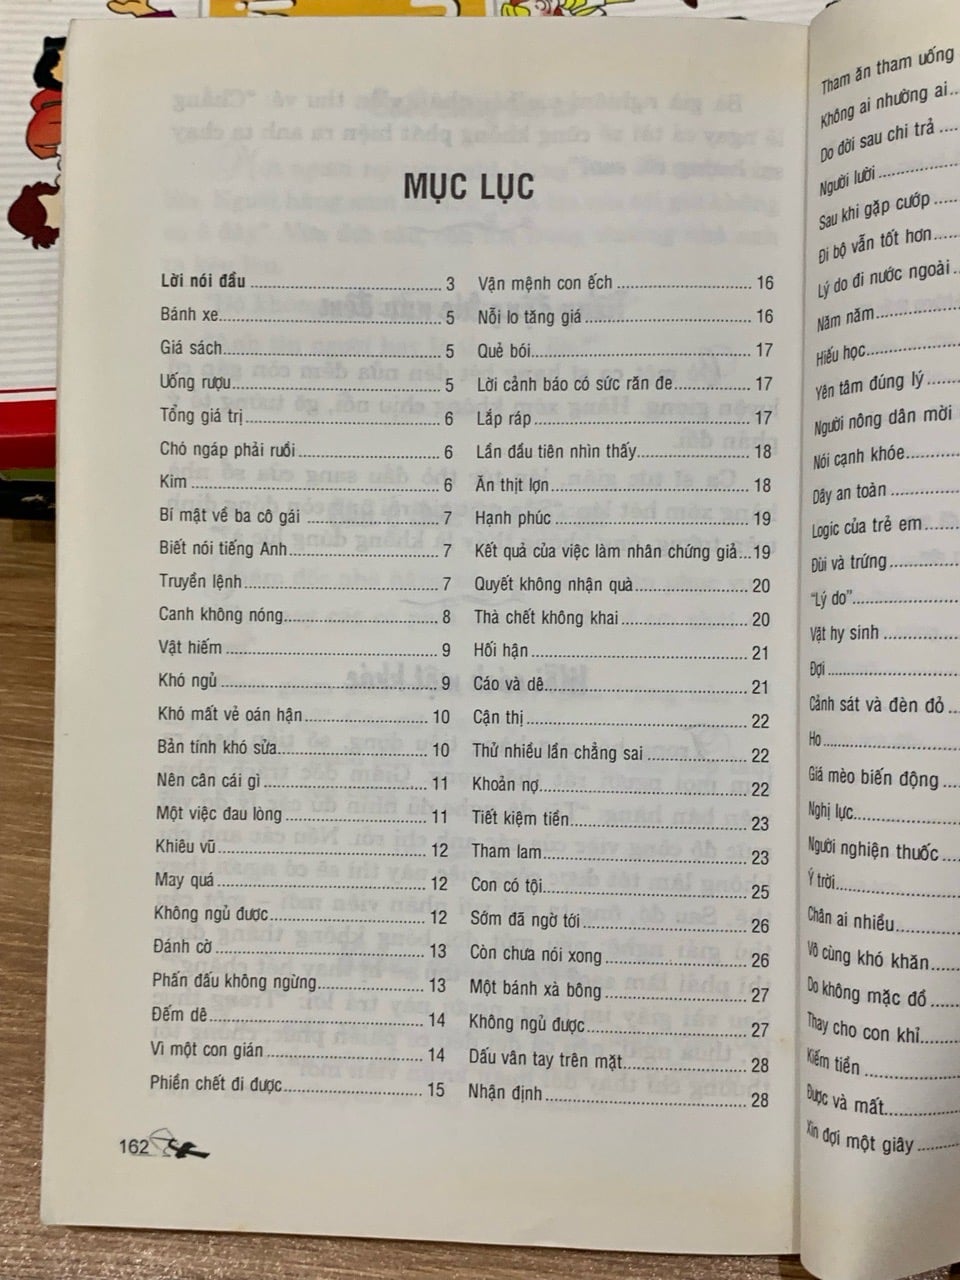 MỤC LỤC
Lời nói đầu ........ 3
Bánh xe ........ 5
Giá sách ........ 5
Uống rượu ........ 5
Tổng giá trị ........ 6
Chó ngáp phải ruồi ........ 6
Kim ........ 6
Bí mật về ba cô gái ........ 7
Biết nói tiếng Anh ........ 7
Truyền lệnh ........ 7
Canh không nóng ........ 8
Vật hiếm ........ 9
Khó ngủ ........ 9
Khó mất vẻ oán hận ........ 10
Bản tính khó sửa ........ 10
Nên cân cái gì ........ 11
Một việc đau lòng ........ 11
Khiêu vũ ........ 12
May quá ........ 12
Không ngủ được ........ 12
Đánh cờ ........ 13
Phấn đấu không ngừng ........ 13
Đếm dê ........ 14
Vì một con gián ........ 14
Phiền chết đi được ........ 15
Vận mệnh con ếch ........ 16
Nỗi lo tăng giá ........ 16
Quẻ bói ........ 17
Lời cảnh báo có sức răn đe ........ 17
Lắp ráp ........ 17
Lần đầu tiên nhìn thấy ........ 18
Ăn thịt lợn ........ 18
Hạnh phúc ........ 19
Kết quả của việc làm nhân chứng giả...19
Quyết không nhận quà ........ 20
Thà chết không khai ........ 20
Hối hận ........ 21
Cáo và dê ........ 21
Cận thị ........ 22
Thử nhiều lần chẳng sai ........ 22
Khoản nợ ........ 22
Tiết kiệm tiền ........ 23
Tham lam ........ 23
Con có tội ........ 25
Sớm đã ngờ tới ........ 26
Còn chưa nói xong ........ 26
Một bánh xà bông ........ 27
Không ngủ được ........ 27
Dấu vân tay trên mặt ........ 28
Nhận định ........ 28
162
Tham ăn tham uống
Không ai nhường ai..
Do đời sau chi trả ....
Người lười ........
Sau khi gặp cướp .....
Đi bộ vẫn tốt hơn....
Lý do đi nước ngoài .
Năm năm ........
Hiếu học ........
Yên tâm đúng lý ......
Người nông dân mời
Nói cạnh khóe ........
Dây an toàn ........
Logic của trẻ em ......
Đùi và trứng ........
“Lý do” ........
Vật hy sinh ........
Đợi ........
Cảnh sát và đèn đỏ ..
Ho ........
Giá mèo biến động ...
Nghị lực ........
Người nghiện thuốc ..
Ý trời ........
Chân ai nhiều ........
Vô cùng khó khăn ....
Do không mặc đồ ....
Thay cho con khỉ .....
Kiếm tiền ........
Được và mất ........
Xin đợi một giây ......